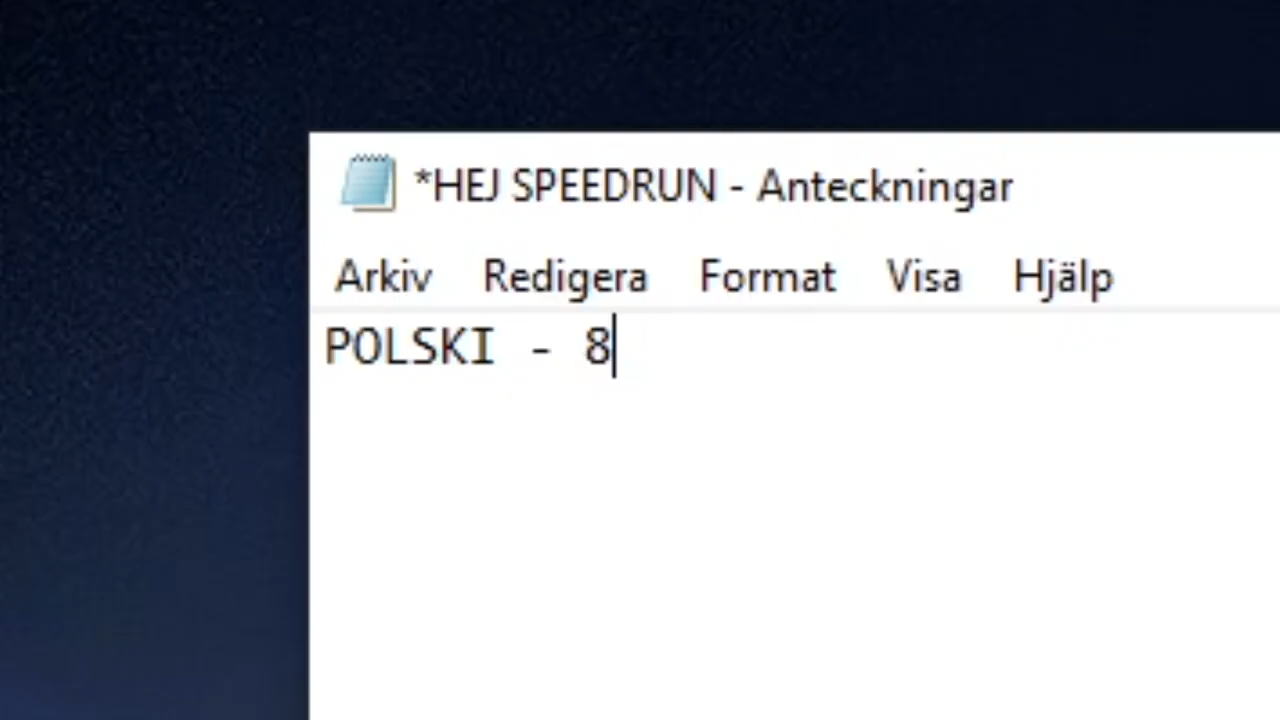 *HEJ SPEEDRUN - Anteckningar
Arkiv Redigera Format Visa Hjälp
POLSKI - 8